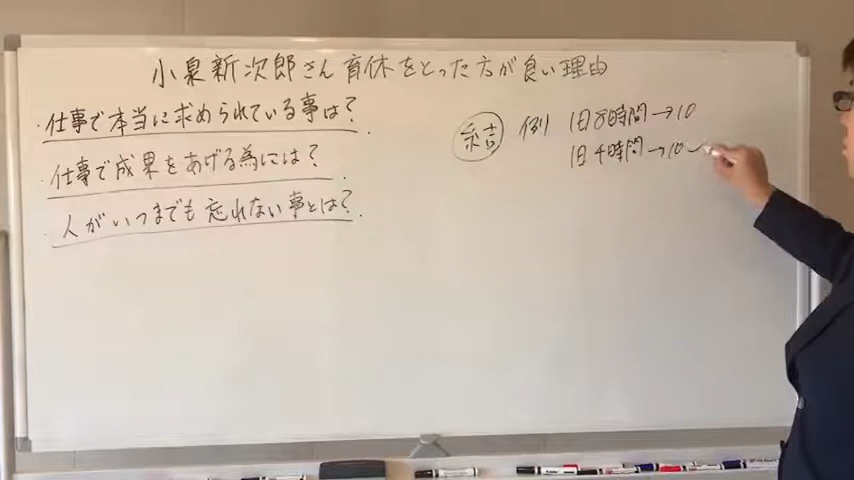 小泉新次郎さん育休をとった方が良い理由
・仕事で本当に求められている事は?
・仕事で成果をあげる為には?
・人がいつまでも忘れない事とは?
結 例 1日8時間→10
1日4時間→10